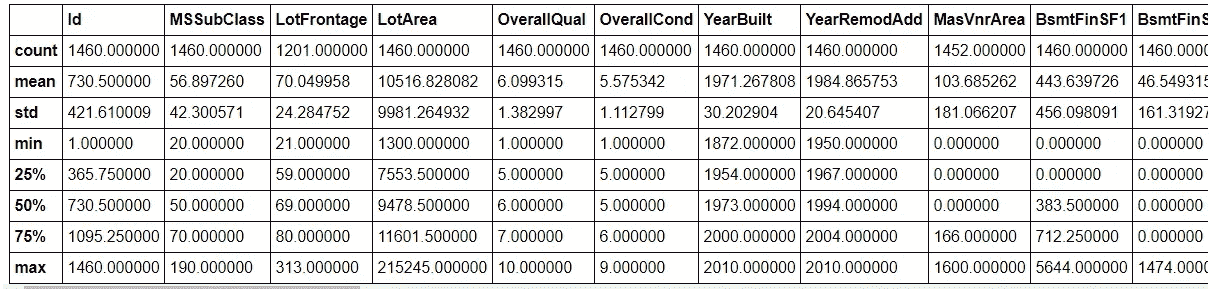 Id MSSubClass LotFrontage LotArea OverallQual OverallCond YearBuilt YearRemodAdd MasVnrArea BsmtFinSF1 BsmtFinS
count 1460.000000 1460.000000 1201.000000 1460.000000 1460.000000 1460.000000 1460.000000 1460.000000 1452.000000 1460.000000 1460.000
mean 730.500000 56.897260 70.049958 10516.828082 6.099315 5.575342 1971.267808 1984.865753 103.685262 443.639726 46.549315
std 421.610009 42.300571 24.284752 9981.264932 1.382997 1.112799 30.202904 20.645407 181.066207 456.098091 161.31927
min 1.000000 20.000000 21.000000 1300.000000 1.000000 1.000000 1872.000000 1950.000000 0.000000 0.000000 0.000000
25% 365.750000 20.000000 59.000000 7553.500000 5.000000 5.000000 1954.000000 1967.000000 0.000000 0.000000 0.000000
50% 730.500000 50.000000 69.000000 9478.500000 6.000000 5.000000 1973.000000 1994.000000 0.000000 383.500000 0.000000
75% 1095.250000 70.000000 80.000000 11601.500000 7.000000 6.000000 2000.000000 2004.000000 166.000000 712.250000 0.000000
max 1460.000000 190.000000 313.000000 215245.000000 10.000000 9.000000 2010.000000 2010.000000 1600.000000 5644.000000 1474.000